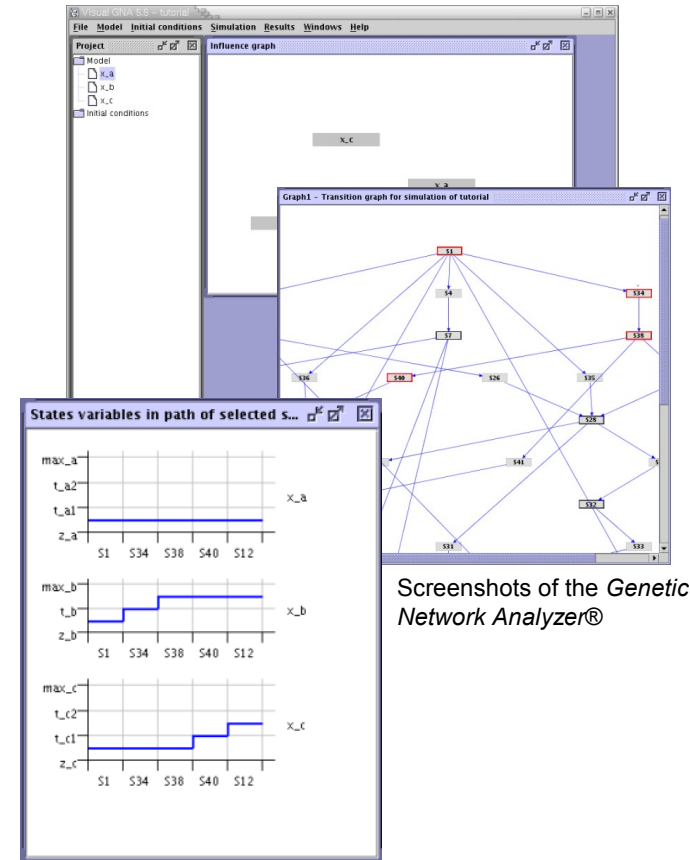 Visual GNA 5.5 – tutorial
File Model Initial conditions Simulation Results Windows Help
Project
Model
x_a
x_b
x_c
Initial conditions
Influence graph
x_c
x_a
Graph1 – Transition graph for simulation of tutorial
S1
S4
S34
S7
S38
S36
S40
S26
S35
S28
S41
S
S32
S31
S33
States variables in path of selected s...
max_a
t_a2
t_a1
z_a
x_a
S1 S34 S38 S40 S12
max_b
t_b
z_b
x_b
S1 S34 S38 S40 S12
max_c
t_c2
t_c1
z_c
x_c
S1 S34 S38 S40 S12
Screenshots of the Genetic
Network Analyzer®